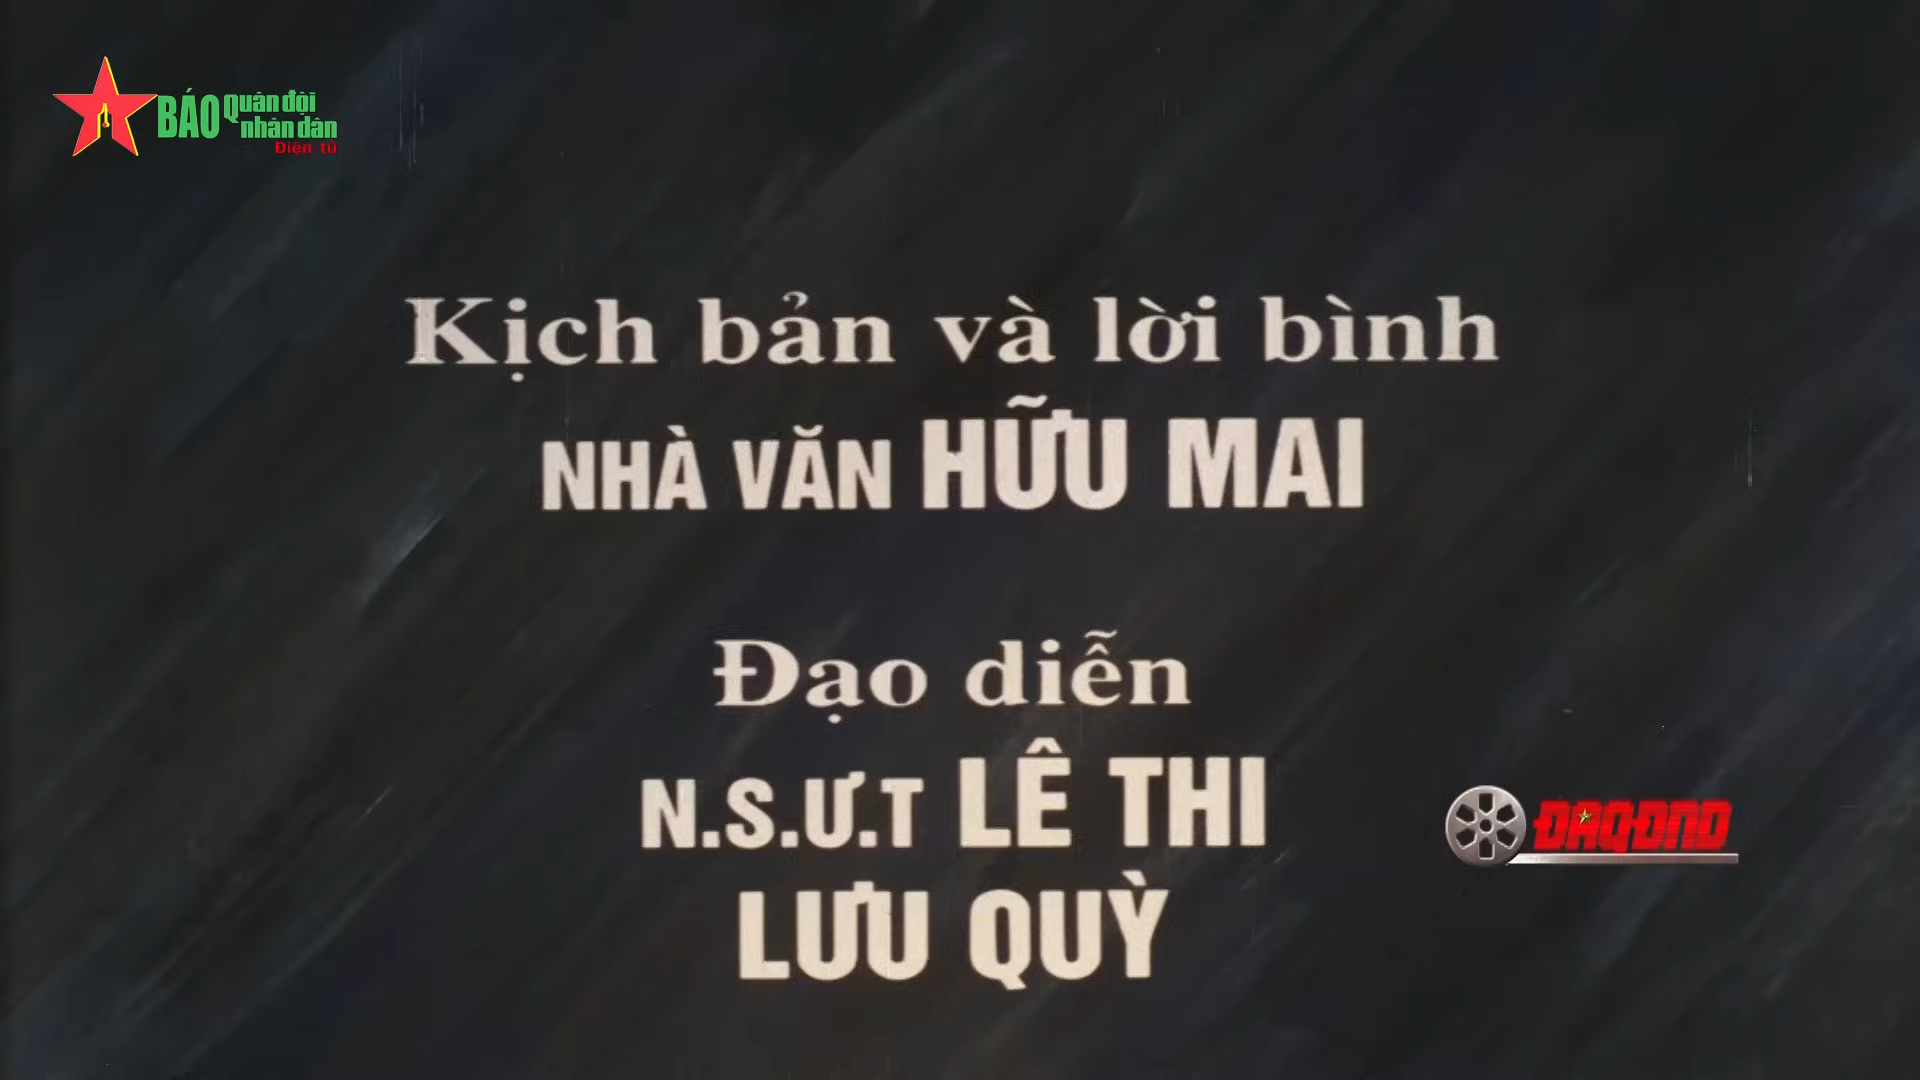 BÁO Quân đội
nhân dân
Điện tử
Kịch bản và lời bình
NHÀ VĂN HỮU MAI
Đạo diễn
N.S.Ư.T LÊ THI
LƯU QUỲ
ĐAQĐND